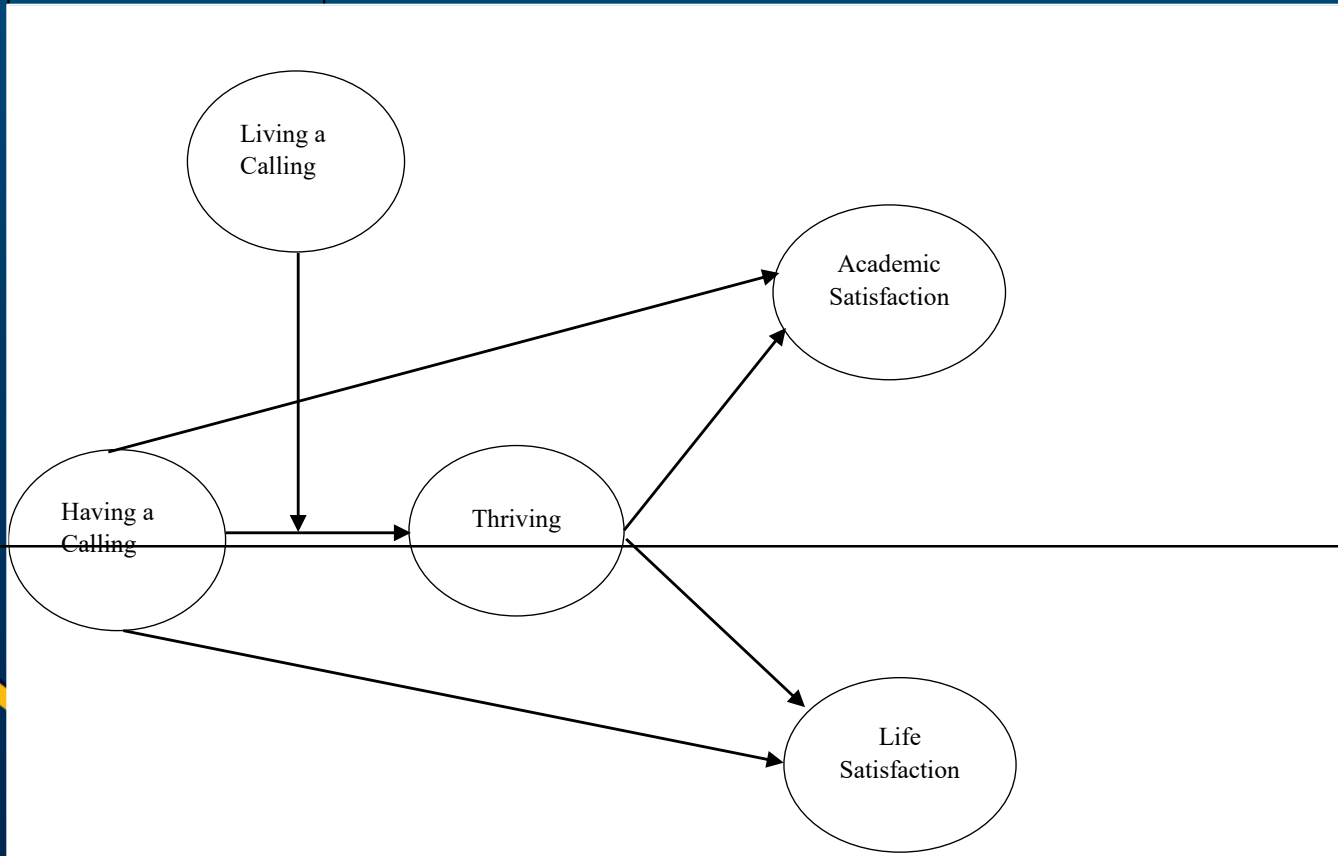 Living a
Calling
Academic
Satisfaction
Having a
Calling
Thriving
Life
Satisfaction